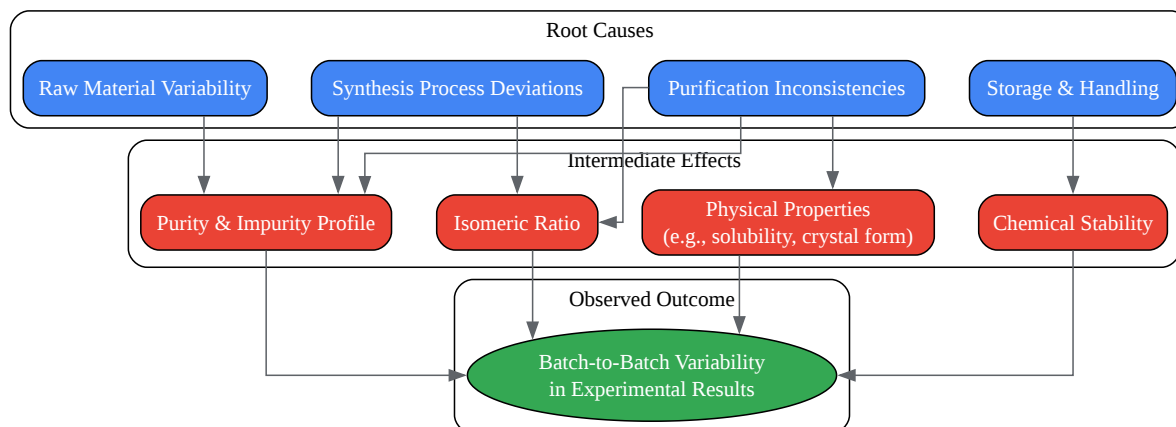 Root Causes
Raw Material Variability
Synthesis Process Deviations
Purification Inconsistencies
Storage & Handling
Intermediate Effects
Purity & Impurity Profile
Isomeric Ratio
Physical Properties
(e.g., solubility, crystal form)
Chemical Stability
Observed Outcome
Batch-to-Batch Variability
in Experimental Results